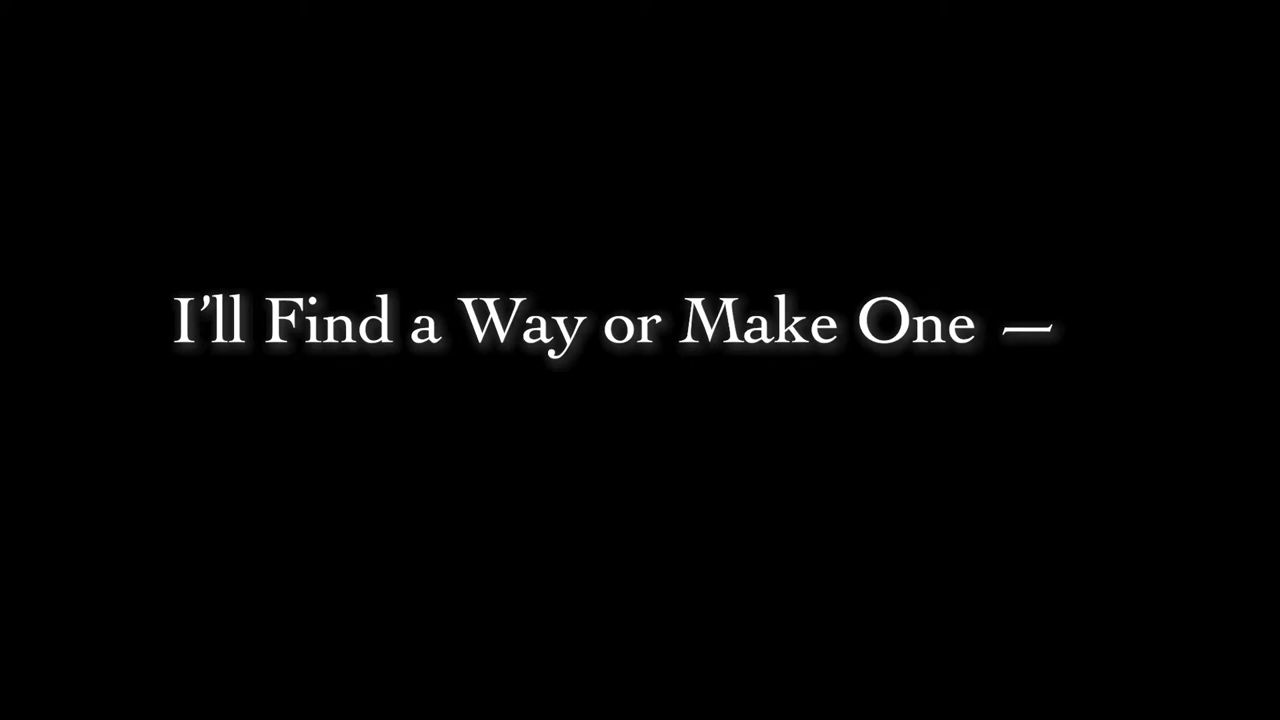 I’ll Find a Way or Make One —